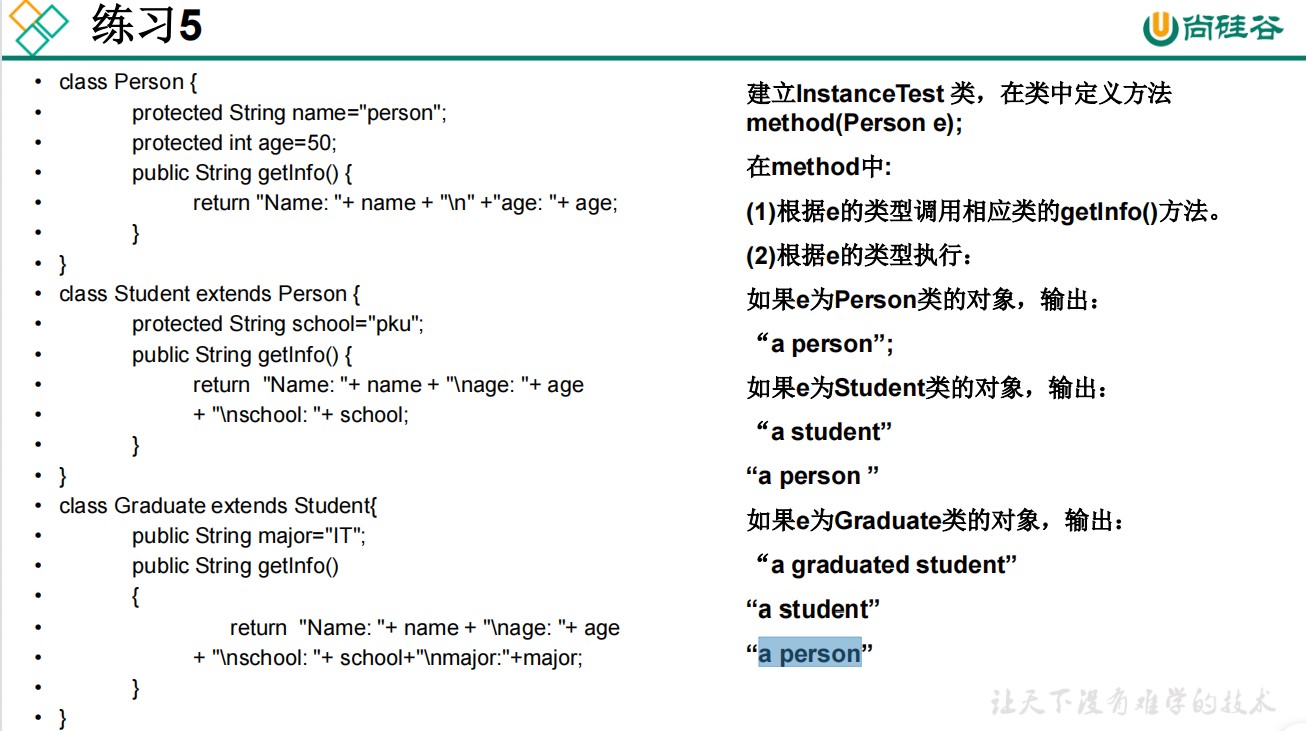 练习5
尚硅谷
• class Person {
• protected String name="person";
• protected int age=50;
• public String getInfo() {
• return "Name: "+ name + "\n" +"age: "+ age;
• }
• }
• class Student extends Person {
• protected String school="pku";
• public String getInfo() {
• return  "Name: "+ name + "\nage: "+ age
• + "\nschool: "+ school;
• }
• }
• class Graduate extends Student{
• public String major="IT";
• public String getInfo()
• {
• return  "Name: "+ name + "\nage: "+ age
• + "\nschool: "+ school+"\nmajor:"+major;
• }
• }
建立InstanceTest 类，在类中定义方法
method(Person e);
在method中:
(1)根据e的类型调用相应类的getInfo()方法。
(2)根据e的类型执行：
如果e为Person类的对象，输出：
“a person”;
如果e为Student类的对象，输出：
“a student”
“a person ”
如果e为Graduate类的对象，输出：
“a graduated student”
“a student”
“a person”
让天下没有难学的技术